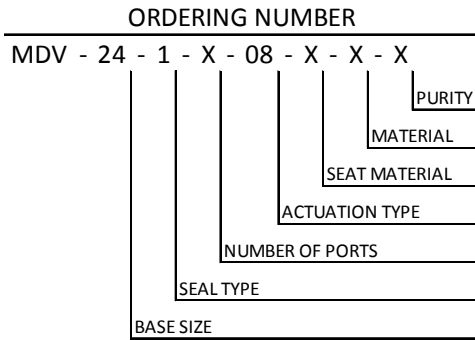 ORDERING NUMBER
MDV - 24 - 1 - X - 08 - X - X - X
PURITY
MATERIAL
SEAT MATERIAL
ACTUATION TYPE
NUMBER OF PORTS
SEAL TYPE
BASE SIZE